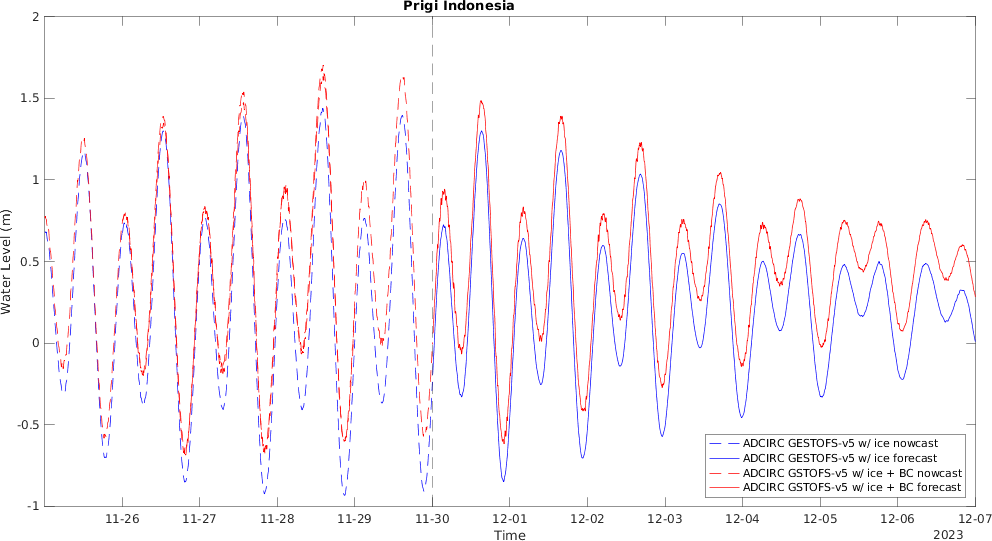 Prigi Indonesia
2
1.5
1
0.5
0
-0.5
-1
Water Level (m)
11-26 11-27 11-28 11-29 11-30 12-01 12-02 12-03 12-04 12-05 12-06 12-07
Time
2023
ADCIRC GESTOFS-v5 w/ ice nowcast
ADCIRC GESTOFS-v5 w/ ice forecast
ADCIRC GSTOFS-v5 w/ ice + BC nowcast
ADCIRC GSTOFS-v5 w/ ice + BC forecast